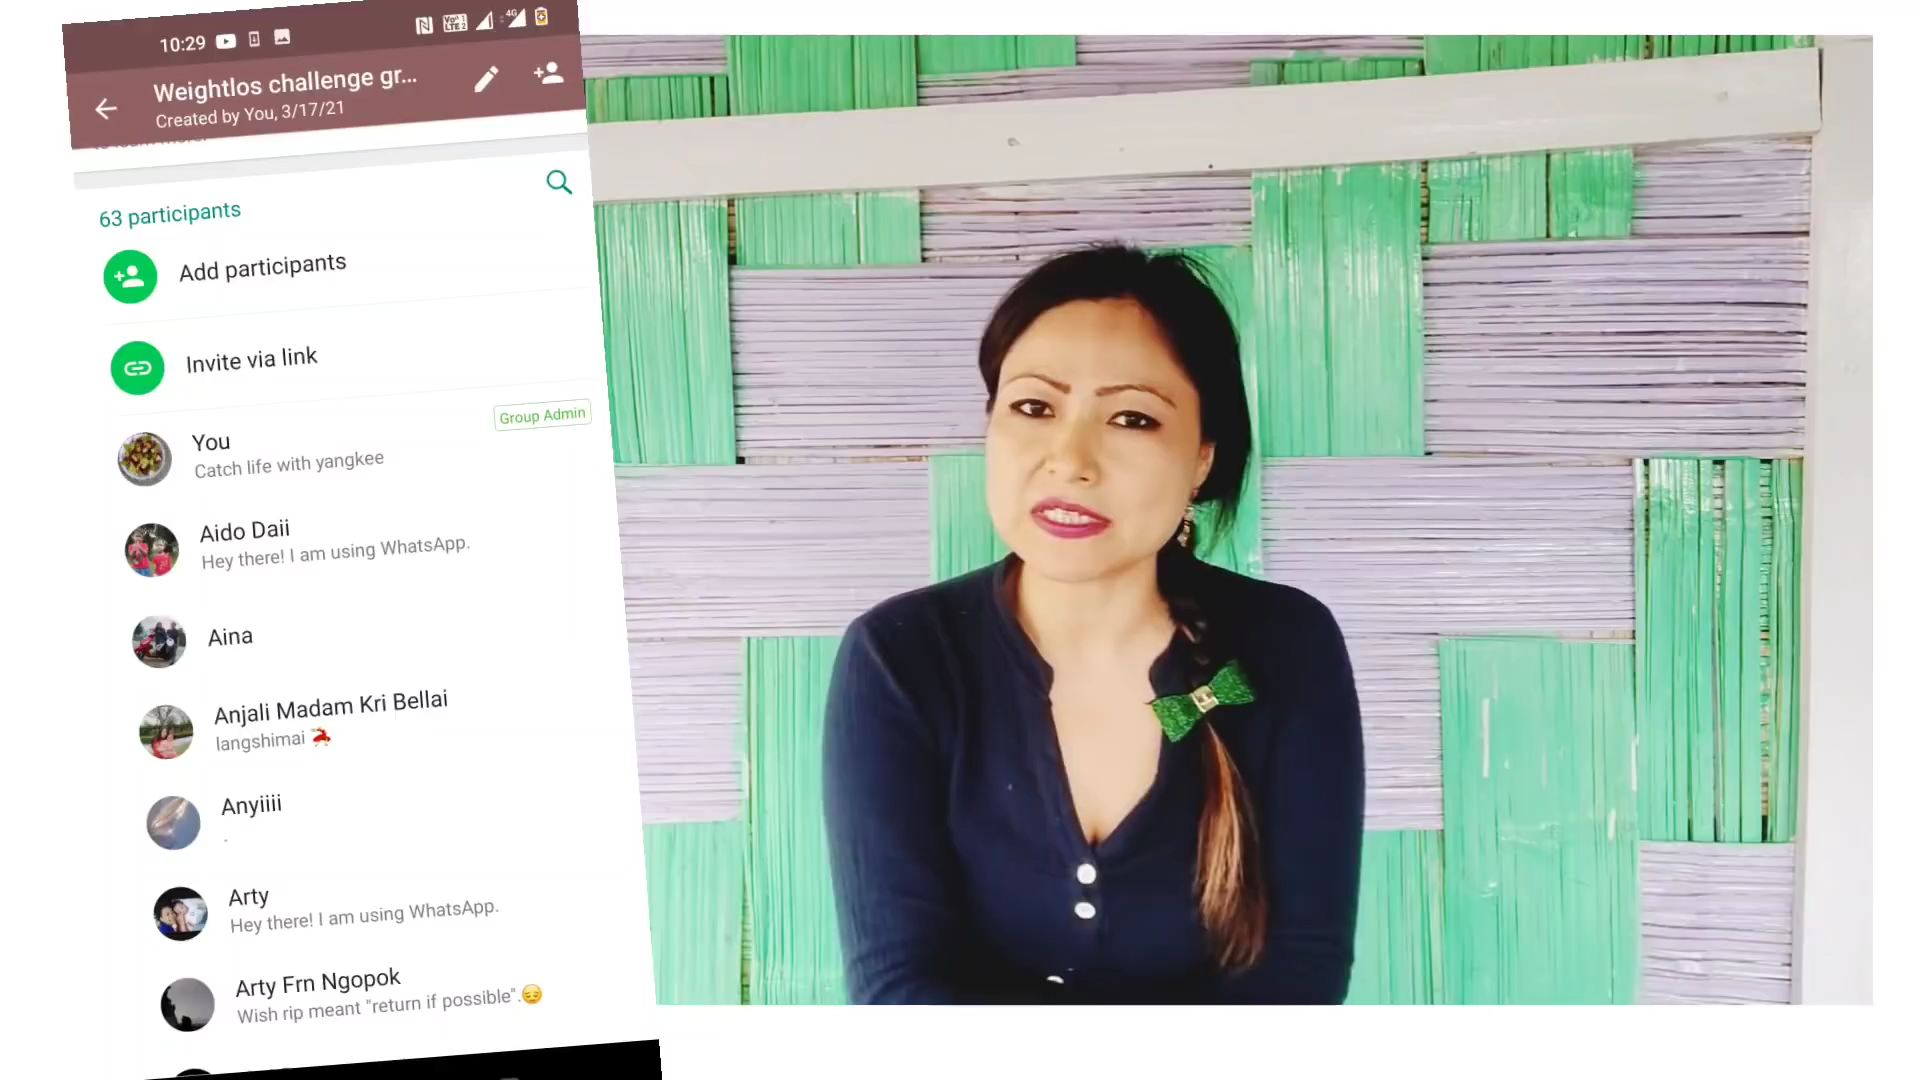 10:29
Weightlos challenge gr...
Created by You, 3/17/21
63 participants
Add participants
Invite via link
Group Admin
You
Catch life with yangkee
Aido Daii
Hey there! I am using WhatsApp.
Aina
Anjali Madam Kri Bellai
langshimai 💃
Anyiiii
.
Arty
Hey there! I am using WhatsApp.
Arty Frn Ngopok
Wish rip meant "return if possible".😔